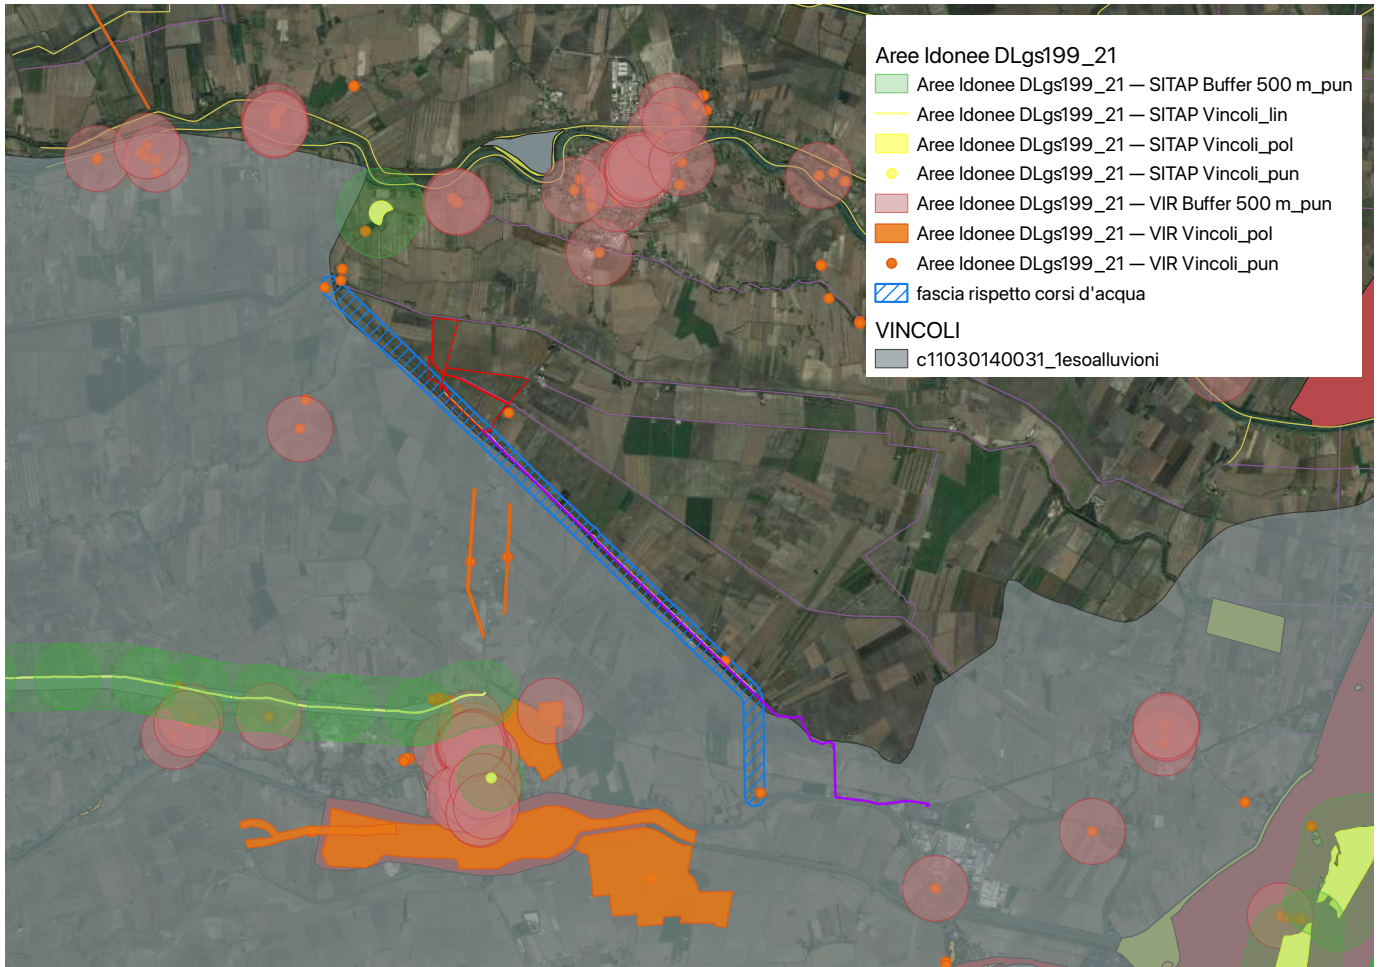 Aree Idonee DLgs199_21
Aree Idonee DLgs199_21 — SITAP Buffer 500 m_pun
Aree Idonee DLgs199_21 — SITAP Vincoli_lin
Aree Idonee DLgs199_21 — SITAP Vincoli_pol
Aree Idonee DLgs199_21 — SITAP Vincoli_pun
Aree Idonee DLgs199_21 — VIR Buffer 500 m_pun
Aree Idonee DLgs199_21 — VIR Vincoli_pol
Aree Idonee DLgs199_21 — VIR Vincoli_pun
fascia rispetto corsi d'acqua
VINCOLI
c11030140031_1esoalluvioni